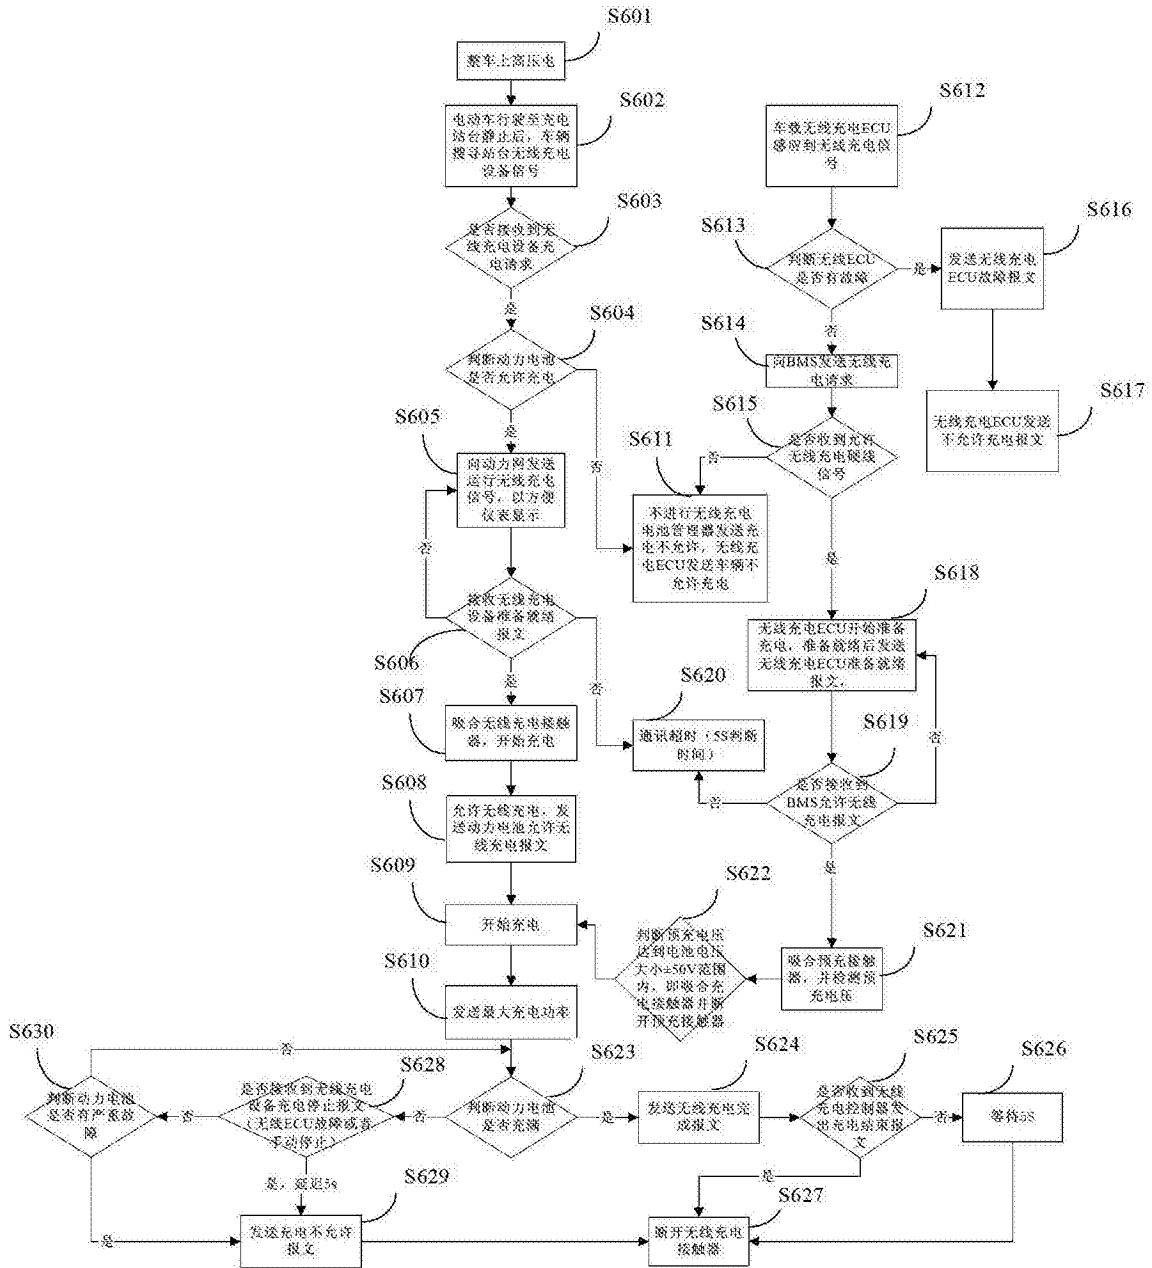 S601
整车上高压电
S602
电动车行驶至充电
站台静止后，车辆
搜寻站台无线充电
设备信号
S603
是否接收到无
线充电设备充
电请求
是
S604
判断动力电池
是否允许充电
是
否
S605
向动力网发送
运行无线充电
信号，以方便
仪表显示
否
接收无线充电
设备准备就绪
报文
S606
是
否
S607
吸合无线充电接触
器，开始充电
S608
允许无线充电，发
送动力电池允许无
线充电报文
S609
开始充电
S610
发送最大充电功率
S611
不进行无线充电
电池管理器发送充
电不允许，无线充
电ECU发送车辆不
允许充电
S612
车载无线充电ECU
感应到无线充电信
号
S613
判断无线ECU
是否有故障
是
否
S616
发送无线充电
ECU故障报文
S617
无线充电ECU发送
不允许充电报文
S614
向BMS发送无线充
电请求
S615
是否收到允许
无线充电硬线
信号
否
是
S618
无线充电ECU开始准备
充电，准备就绪后发送
无线充电ECU准备就绪
报文，
S619
是否接收到
BMS允许无线
充电报文
否
否
是
S620
通讯超时（5S判断
时间）
S621
吸合预充接触
器，并检测预
充电压
S622
判断预充电压
达到电池电压
大小±50V范围
内，即吸合充
电接触器并断
开预充接触器
S623
判断动力电池
是否充满
是
否
S624
发送无线充电完
成报文
S625
是否收到无线
充电控制器发
出充电结束报
文
否
是
S626
等待5S
S627
断开无线充电
接触器
S628
是否接收到无线充电
设备充电停止报文
（无线ECU故障或者
手动停止）
否
是，延迟5s
S629
发送充电不允许
报文
S630
判断动力电池
是否有严重故
障
否
是